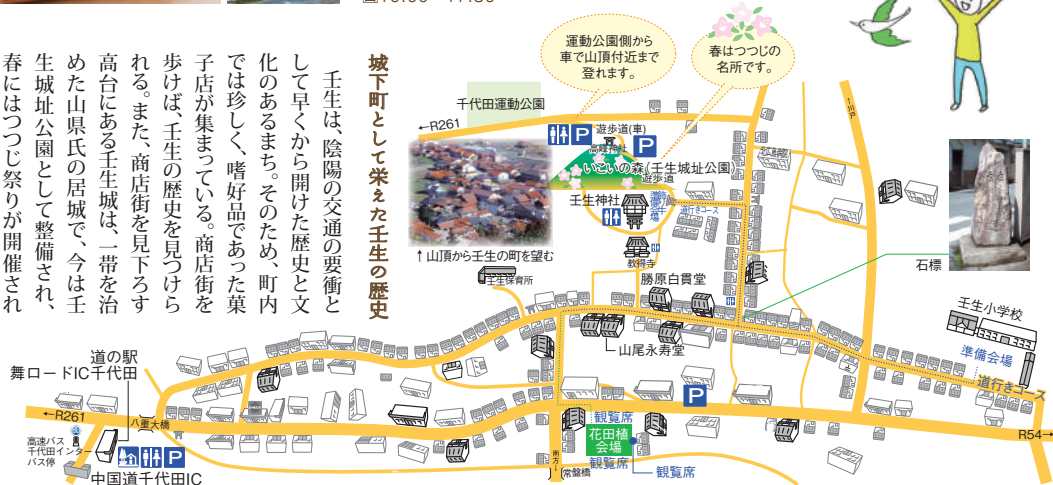 城下町として栄えた壬生の歴史
壬生は、陰陽の交通の要衝と
して早くから開けた歴史と文
化のあるまち。そのため、町内
では珍しく、嗜好品であった菓
子店が集まっている。商店街を
歩けば、壬生の歴史を見つけら
れる。また、商店街を見下ろす
高台にある壬生城は、一帯を治
めた山県氏の居城で、今は壬
生城址公園として整備され、
春にはつつじ祭りが開催され
運動公園側から
車で山頂付近まで
登れます。
春はつつじの
名所です。
千代田運動公園
←R261
P
遊歩道(車)
P
高峰神社
いこいの森(壬生城址公園)
遊歩道
壬生神社
道行きコース
教得寺
↑山頂から壬生の町を望む
壬生保育所
勝原白貫堂
山尾永寿堂
石標
壬生小学校
準備会場
道行きコース
道の駅
舞ロードIC千代田
←R261
八重大橋
高速バス
千代田インター
バス停
P
中国道千代田IC
P
観覧席
花田植
会場
観覧席
観覧席
南方
常盤橋
R54→